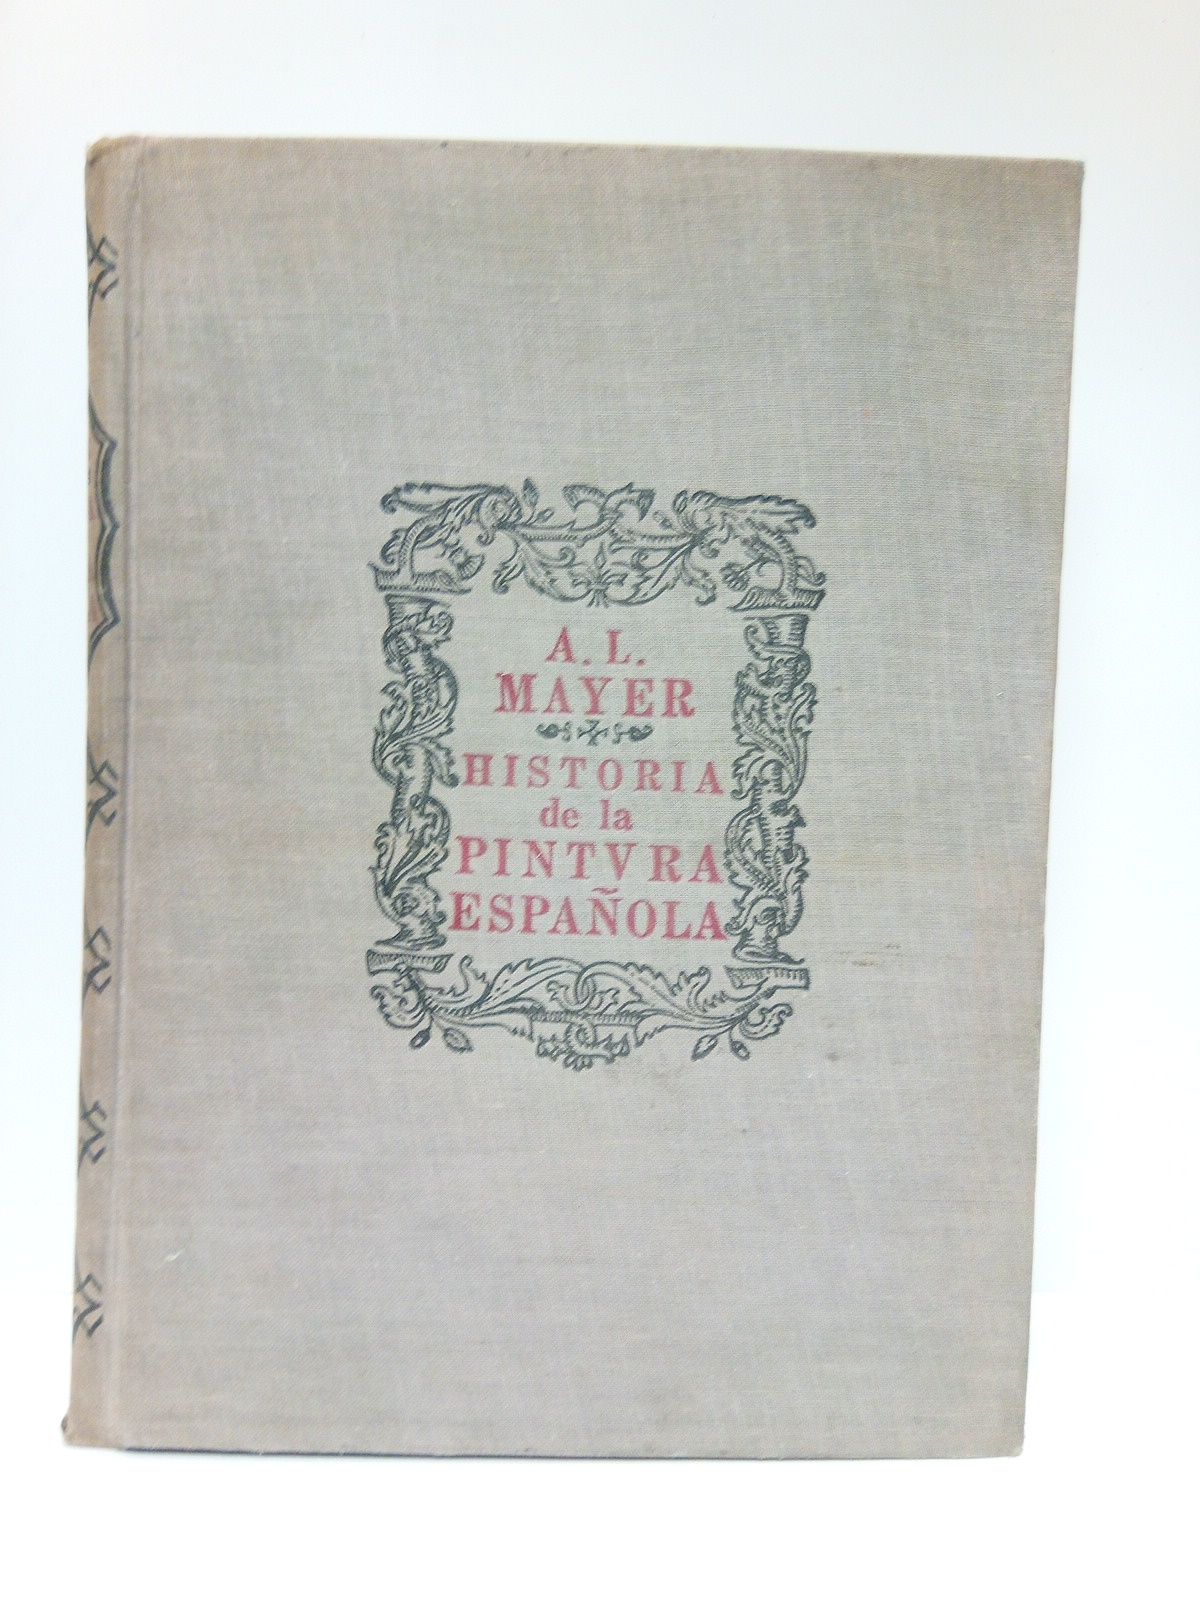 A. L.
MAYER
HISTORIA
de la
PINTVRA
ESPAÑOLA